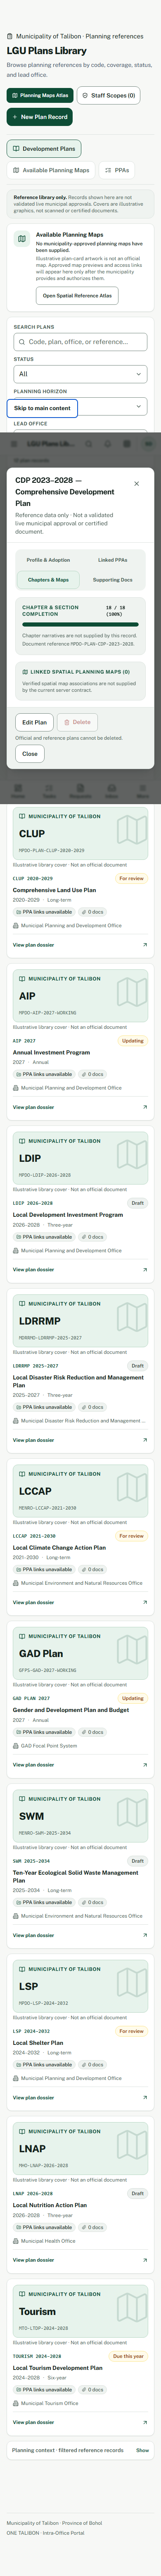 Municipality of Talibon · Planning references
LGU Plans Library
Browse planning references by code, coverage, status, and lead office.
Planning Maps Atlas
Staff Scopes (0)
New Plan Record
Development Plans
Available Planning Maps
PPAs
Reference library only. Records shown here are not validated live municipal approvals. Covers are illustrative graphics, not scanned or certified documents.
Available Planning Maps
No municipality-approved planning maps have been supplied.
Illustrative plan-card artwork is not an official map. Approved map previews and access links will appear here only after the municipality provides and authorizes them.
Open Spatial Reference Atlas
SEARCH PLANS
Code, plan, office, or reference...
STATUS
All
PLANNING HORIZON
Skip to main content
LEAD OFFICE
LGU Plans Lib...
CDP 2023–2028 —
Comprehensive Development
Plan
Reference data only · Not a validated
live municipal approval or certified
document.
Profile & Adoption
Linked PPAs
Chapters & Maps
Supporting Docs
CHAPTER & SECTION COMPLETION
18 / 18 (100%)
Chapter narratives are not supplied by this record.
Document reference: MPDO-PLAN-CDP-2023-2028.
LINKED SPATIAL PLANNING MAPS (0)
Verified spatial map associations are not supplied by the current server contract.
Edit Plan
Delete
Official and reference plans cannot be deleted.
Close
MUNICIPALITY OF TALIBON
CLUP
MPDO-PLAN-CLUP-2020-2029
Illustrative library cover · Not an official document
CLUP 2020–2029
For review
Comprehensive Land Use Plan
2020–2029 · Long-term
PPA links unavailable
0 docs
Municipal Planning and Development Office
View plan dossier
MUNICIPALITY OF TALIBON
AIP
MPDO-AIP-2027-WORKING
Illustrative library cover · Not an official document
AIP 2027
Updating
Annual Investment Program
2027 · Annual
PPA links unavailable
0 docs
Municipal Planning and Development Office
View plan dossier
MUNICIPALITY OF TALIBON
LDIP
MPDO-LDIP-2026-2028
Illustrative library cover · Not an official document
LDIP 2026–2028
Draft
Local Development Investment Program
2026–2028 · Three-year
PPA links unavailable
0 docs
Municipal Planning and Development Office
View plan dossier
MUNICIPALITY OF TALIBON
LDRRMP
MDRRMO-LDRRMP-2025-2027
Illustrative library cover · Not an official document
LDRRMP 2025–2027
Draft
Local Disaster Risk Reduction and Management
Plan
2025–2027 · Three-year
PPA links unavailable
0 docs
Municipal Disaster Risk Reduction and Management ...
View plan dossier
MUNICIPALITY OF TALIBON
LCCAP
MENRO-LCCAP-2021-2030
Illustrative library cover · Not an official document
LCCAP 2021–2030
For review
Local Climate Change Action Plan
2021–2030 · Long-term
PPA links unavailable
0 docs
Municipal Environment and Natural Resources Office
View plan dossier
MUNICIPALITY OF TALIBON
GAD Plan
GFPS-GAD-2027-WORKING
Illustrative library cover · Not an official document
GAD PLAN 2027
Updating
Gender and Development Plan and Budget
2027 · Annual
PPA links unavailable
0 docs
GAD Focal Point System
View plan dossier
MUNICIPALITY OF TALIBON
SWM
MENRO-SWM-2025-2034
Illustrative library cover · Not an official document
SWM 2025–2034
Draft
Ten-Year Ecological Solid Waste Management
Plan
2025–2034 · Long-term
PPA links unavailable
0 docs
Municipal Environment and Natural Resources Office
View plan dossier
MUNICIPALITY OF TALIBON
LSP
MPDO-LSP-2024-2032
Illustrative library cover · Not an official document
LSP 2024–2032
For review
Local Shelter Plan
2024–2032 · Long-term
PPA links unavailable
0 docs
Municipal Planning and Development Office
View plan dossier
MUNICIPALITY OF TALIBON
LNAP
MHO-LNAP-2026-2028
Illustrative library cover · Not an official document
LNAP 2026–2028
Draft
Local Nutrition Action Plan
2026–2028 · Three-year
PPA links unavailable
0 docs
Municipal Health Office
View plan dossier
MUNICIPALITY OF TALIBON
Tourism
MTO-LTDP-2024-2028
Illustrative library cover · Not an official document
TOURISM 2024–2028
Due this year
Local Tourism Development Plan
2024–2028 · Six-year
PPA links unavailable
0 docs
Municipal Tourism Office
View plan dossier
Planning context · filtered reference records
Show
Municipality of Talibon · Province of Bohol
ONE TALIBON · Intra-Office Portal